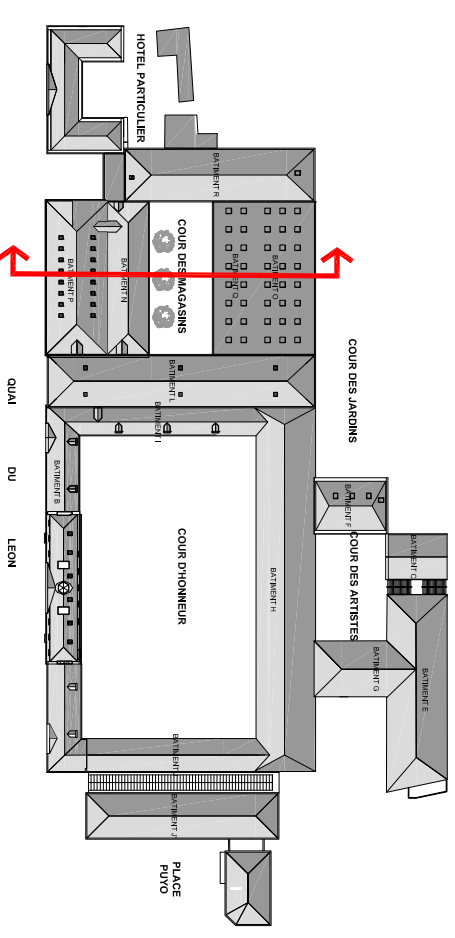 HOTEL PARTICULIER
BATIMENT R
COUR DES MAGASINS
BATIMENT P
BATIMENT N
BATIMENT Q
BATIMENT O
BATIMENT L
BATIMENT I
COUR DES JARDINS
QUAI DU LEON
BATIMENT B
COUR D'HONNEUR
BATIMENT H
BATIMENT F
COUR DES ARTISTES
BATIMENT C
BATIMENT G
BATIMENT E
BATIMENT
BATIMENT J
PLACE
PUYO